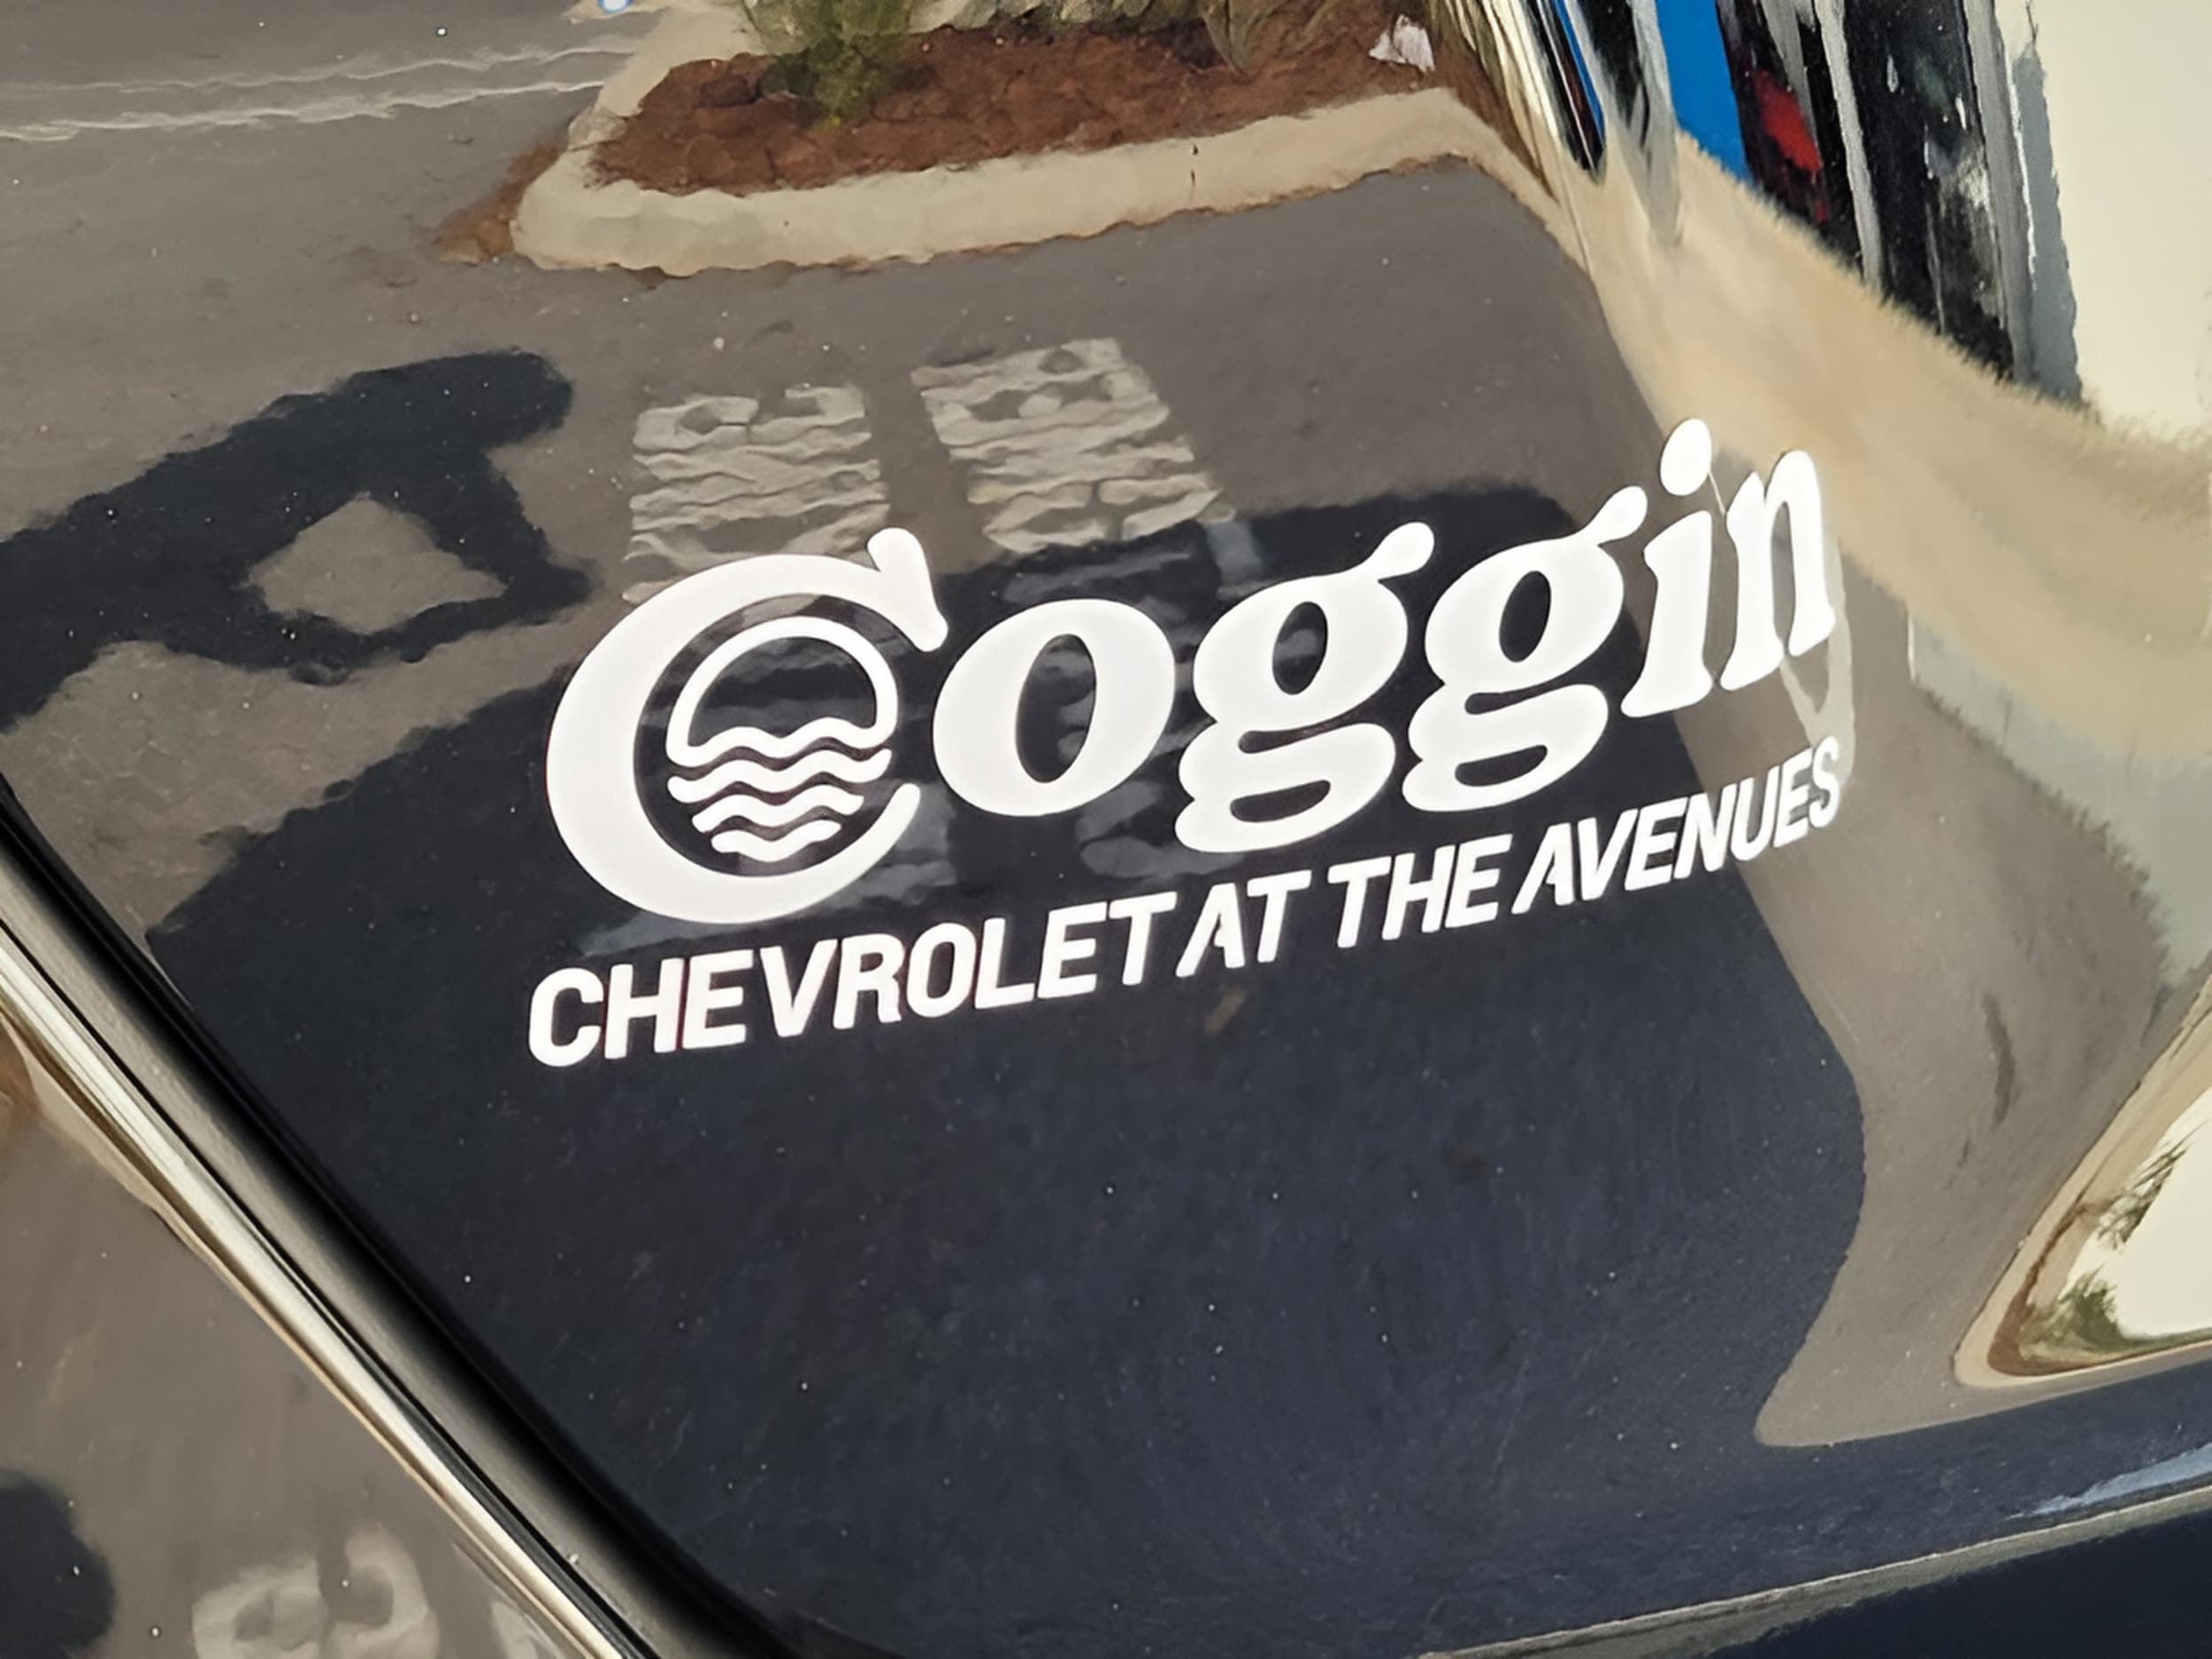 Coggin
CHEVROLET AT THE AVENUES